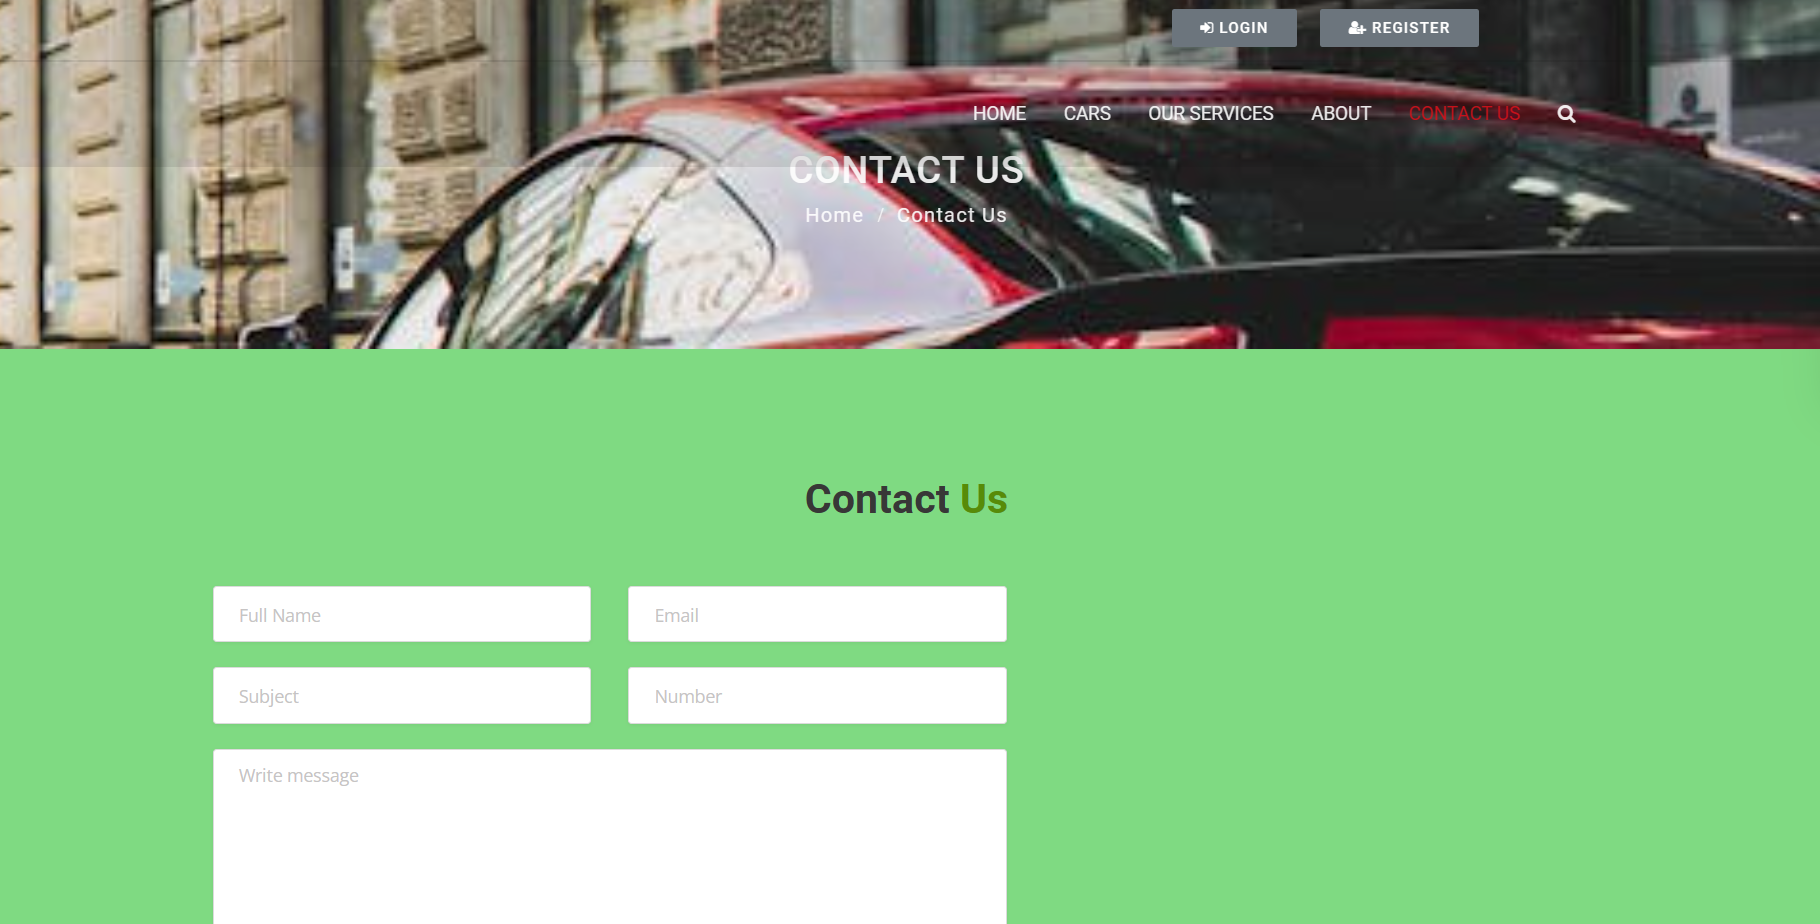 LOGIN REGISTER
HOME CARS OUR SERVICES ABOUT CONTACT US
CONTACT US
Home / Contact Us
Contact Us
Full Name Email
Subject Number
Write message